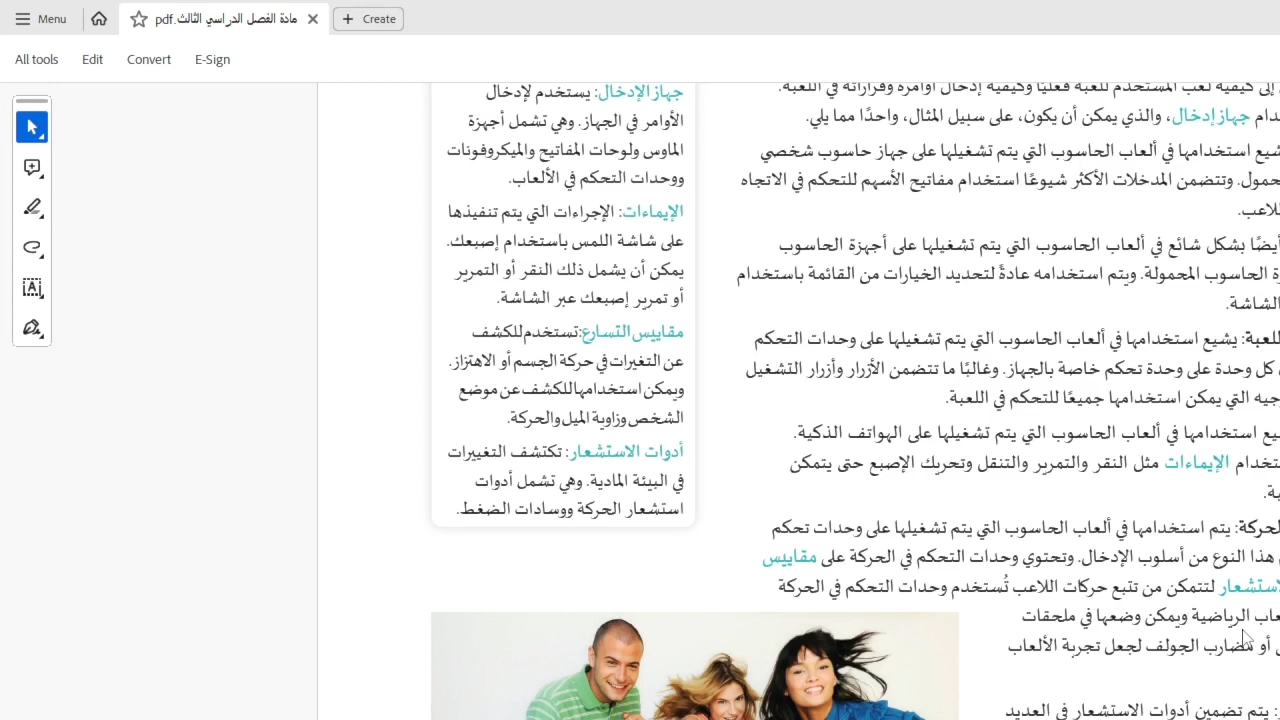 Menu
مادة الفصل الدراسي الثالث.pdf
Create
All tools
Edit
Convert
E-Sign
إلى كيفية لعب المستخدم للعبة فعليًا وكيفية إدخال أوامره وقراراته في اللعبة.
جهاز إدخال، والذي يمكن أن يكون، على سبيل المثال، واحدًا مما يلي.
استخدامها في ألعاب الحاسوب التي يتم تشغيلها على جهاز حاسوب شخصي
وتتضمن المدخلات الأكثر شيوعًا استخدام مفاتيح الأسهم للتحكم في الاتجاه
أيضًا بشكل شائع في ألعاب الحاسوب التي يتم تشغيلها على أجهزة الحاسوب
الحاسوب المحمولة. ويتم استخدامه عادةً لتحديد الخيارات من القائمة باستخدام
الشاشة.
يشيع استخدامها في ألعاب الحاسوب التي يتم تشغيلها على وحدات التحكم
كل وحدة على وحدة تحكم خاصة بالجهاز. وغالبًا ما تتضمن الأزرار وأزرار التشغيل
التي يمكن استخدامها جميعًا للتحكم في اللعبة.
استخدامها في ألعاب الحاسوب التي يتم تشغيلها على الهواتف الذكية.
الإيماءات مثل النقر والتمرير والتنقل وتحريك الإصبع حتى يتمكن
الحركة: يتم استخدامها في ألعاب الحاسوب التي يتم تشغيلها على وحدات تحكم
هذا النوع من أسلوب الإدخال. وتحتوي وحدات التحكم في الحركة على مقاييس
لتتمكن من تتبع حركات اللاعب تُستخدم وحدات التحكم في الحركة
الرياضية ويمكن وضعها في ملحقات
أو مضارب الجولف لجعل تجربة الألعاب
يتم تضمين أدوات الاستشعار في العديد
جهاز الإدخال: يستخدم لإدخال
الأوامر في الجهاز. وهي تشمل أجهزة
الماوس ولوحات المفاتيح والميكروفونات
ووحدات التحكم في الألعاب.
الإيماءات: الإجراءات التي يتم تنفيذها
على شاشة اللمس باستخدام إصبعك.
يمكن أن يشمل ذلك النقر أو التمرير
أو تمرير إصبعك عبر الشاشة.
مقاييس التسارع:تستخدم للكشف
عن التغيرات في حركة الجسم أو الاهتزاز.
ويمكن استخدامها للكشف عن موضع
الشخص وزاوية الميل والحركة.
أدوات الاستشعار: تكتشف التغييرات
في البيئة المادية. وهي تشمل أدوات
استشعار الحركة ووسادات الضغط.